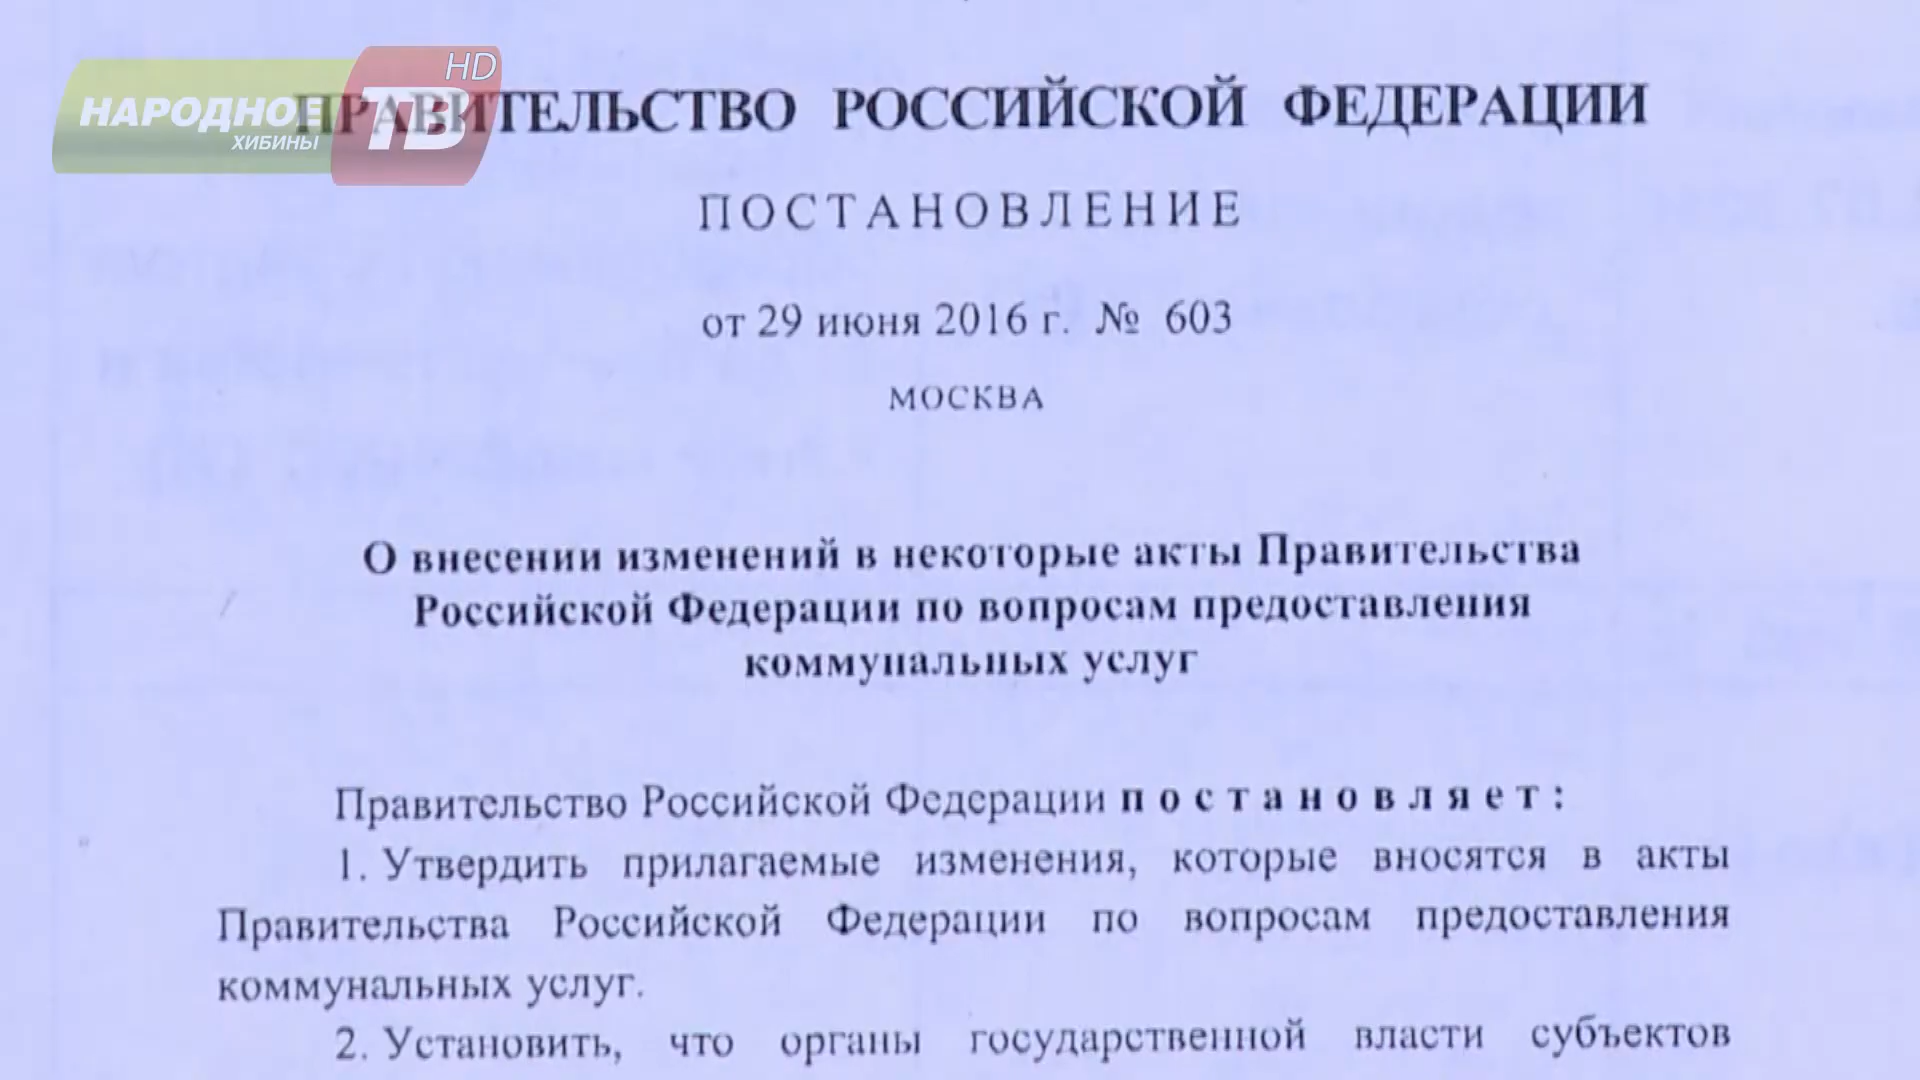 HD
НАРОДНОЕ ТВ
ХИБИНЫ
ПРАВИТЕЛЬСТВО РОССИЙСКОЙ ФЕДЕРАЦИИ
ПОСТАНОВЛЕНИЕ
от 29 июня 2016 г. № 603
МОСКВА
О внесении изменений в некоторые акты Правительства
Российской Федерации по вопросам предоставления
коммунальных услуг
Правительство Российской Федерации постановляет:
1. Утвердить прилагаемые изменения, которые вносятся в акты
Правительства Российской Федерации по вопросам предоставления
коммунальных услуг.
2. Установить, что органы государственной власти субъектов